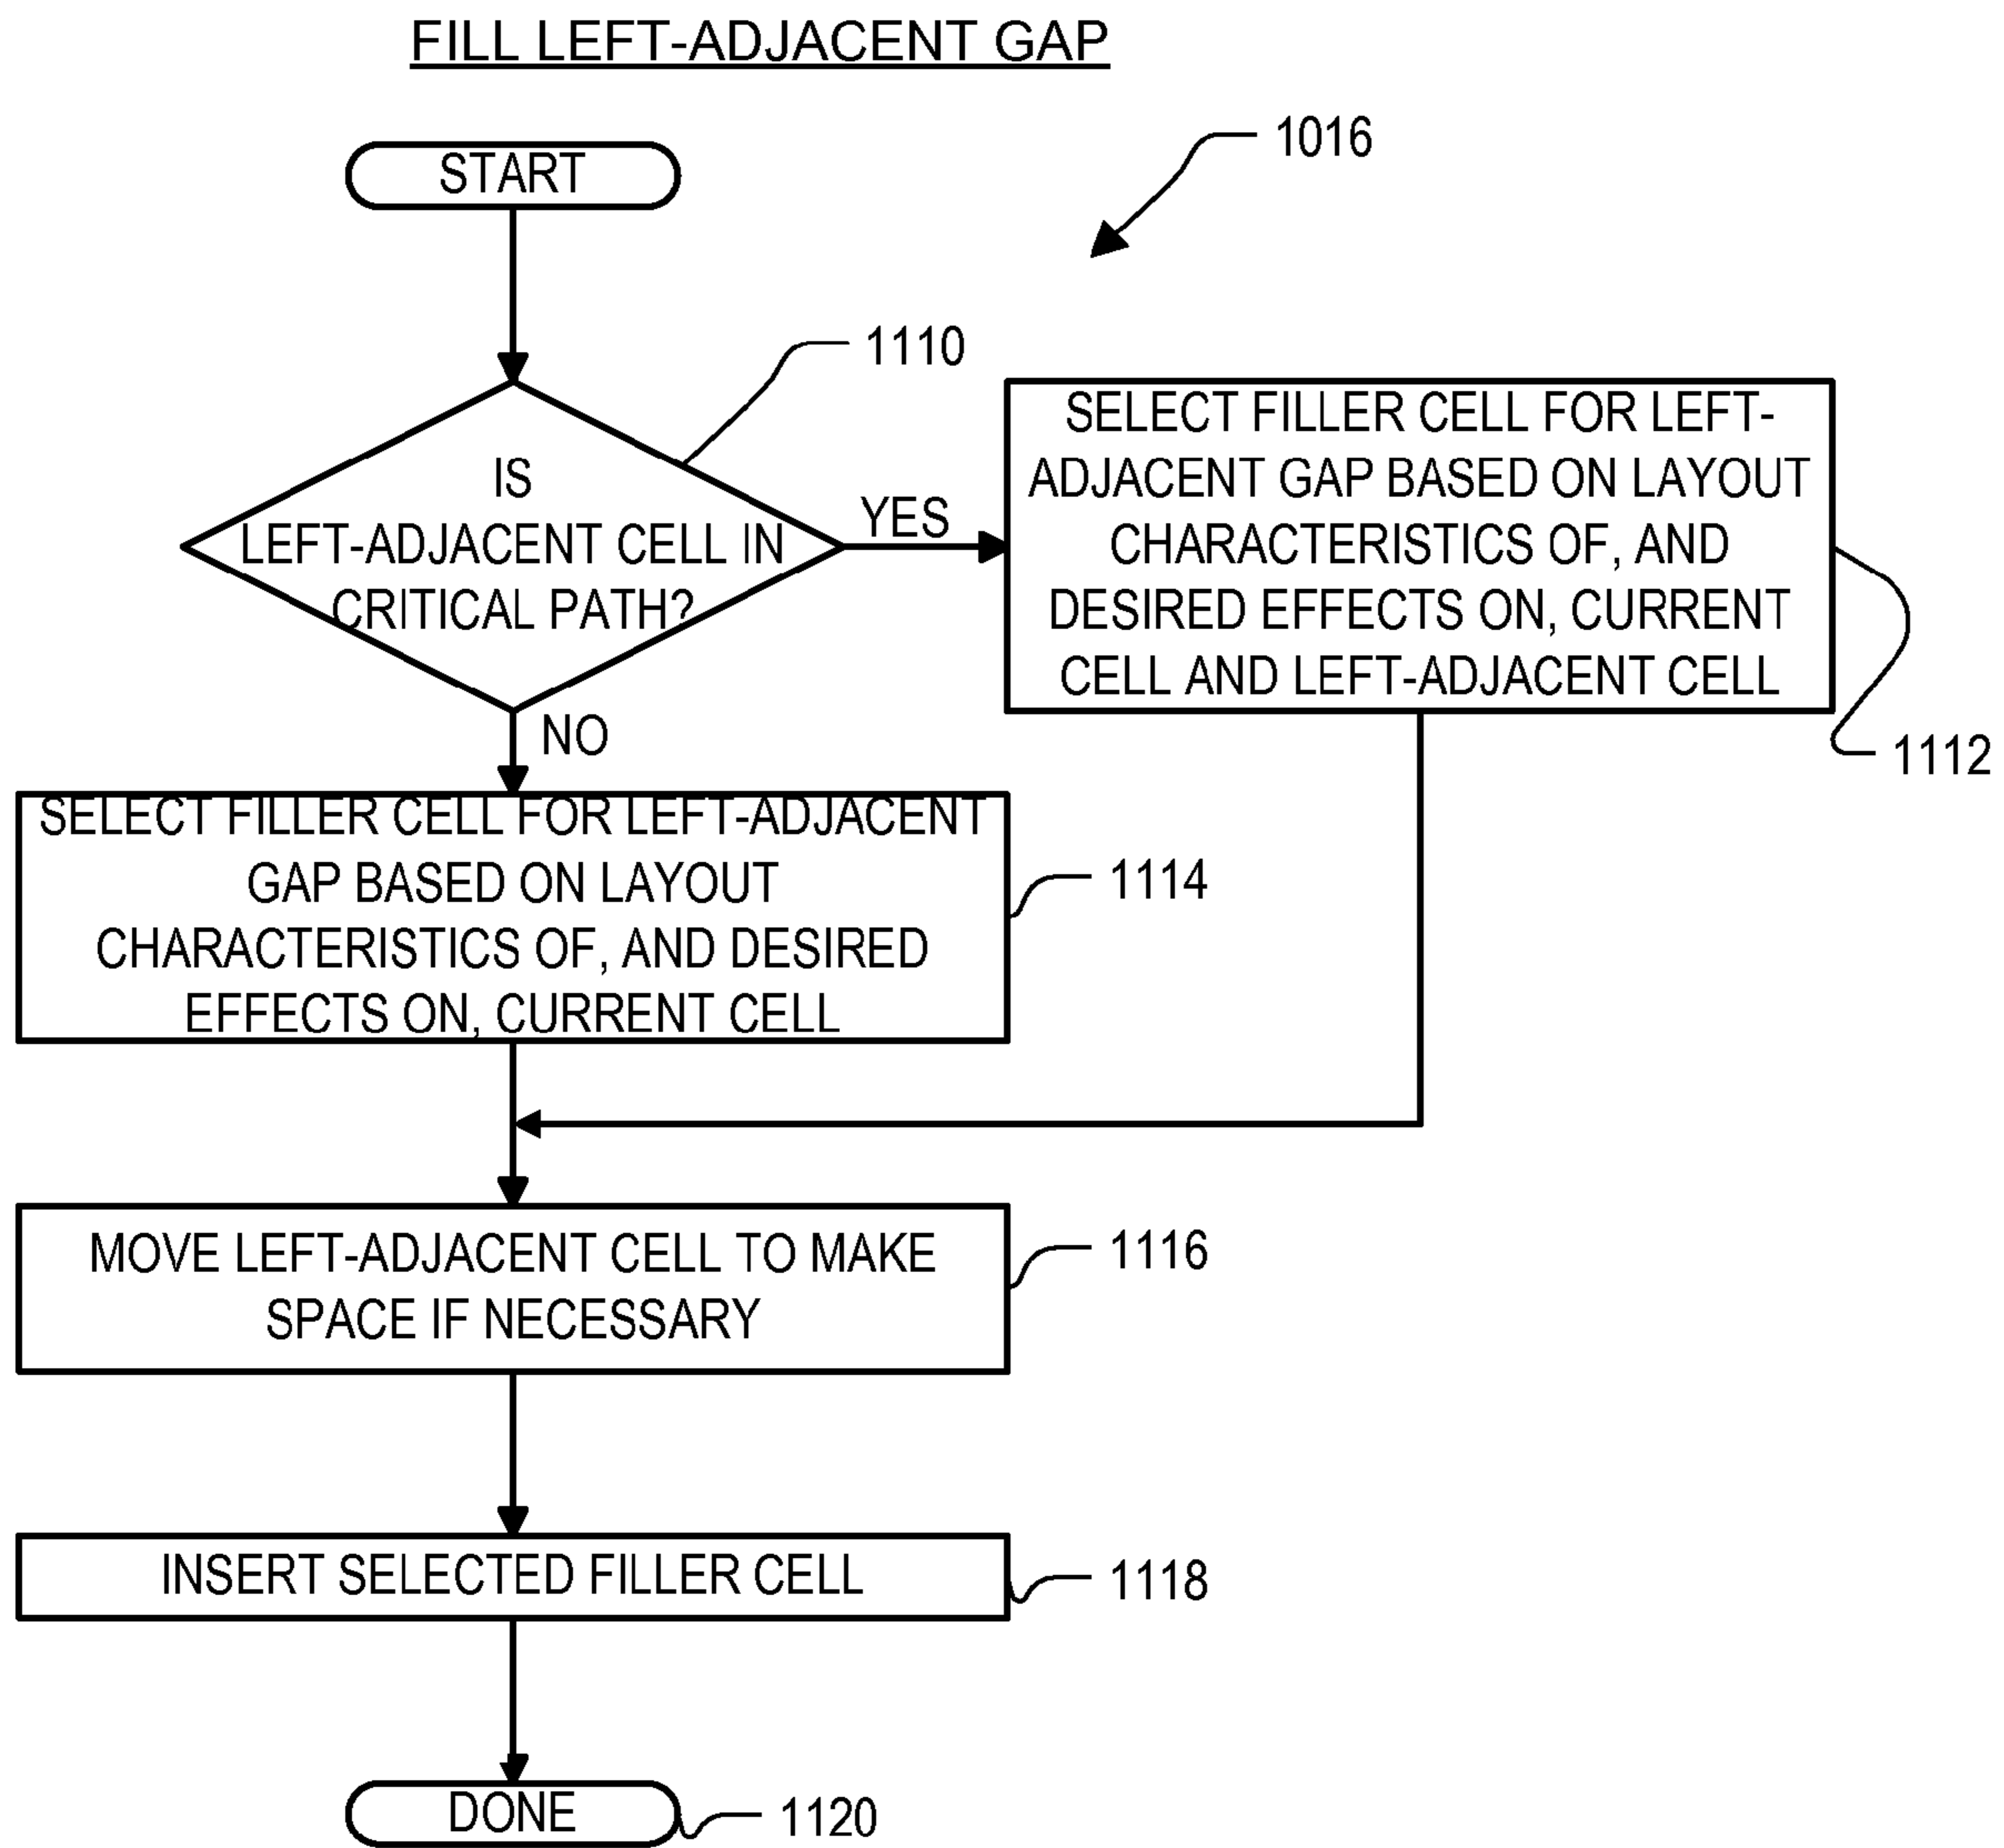 FILL LEFT-ADJACENT GAP
1016
START
1110
IS
LEFT-ADJACENT CELL IN
CRITICAL PATH?
YES
SELECT FILLER CELL FOR LEFT-
ADJACENT GAP BASED ON LAYOUT
CHARACTERISTICS OF, AND
DESIRED EFFECTS ON, CURRENT
CELL AND LEFT-ADJACENT CELL
1112
NO
SELECT FILLER CELL FOR LEFT-ADJACENT
GAP BASED ON LAYOUT
CHARACTERISTICS OF, AND DESIRED
EFFECTS ON, CURRENT CELL
1114
MOVE LEFT-ADJACENT CELL TO MAKE
SPACE IF NECESSARY
1116
INSERT SELECTED FILLER CELL
1118
DONE
1120